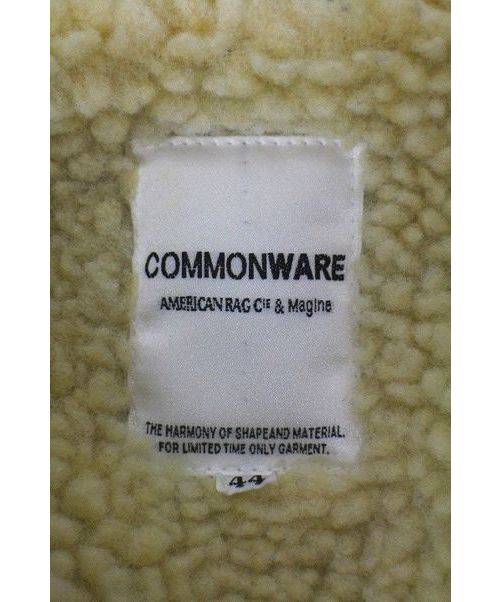 COMMONWARE
AMERICAN RAG CIE & Magine
THE HARMONY OF SHAPEAND MATERIAL.
FOR LIMITED TIME ONLY GARMENT.
44